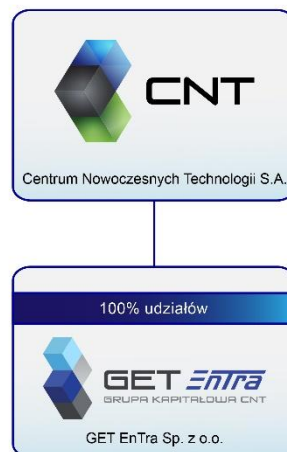 CNT
Centrum Nowoczesnych Technologii S.A.
100% udziałów
GET EnTra
GRUPA KAPITAŁOWA CNT
GET EnTra Sp. z o.o.